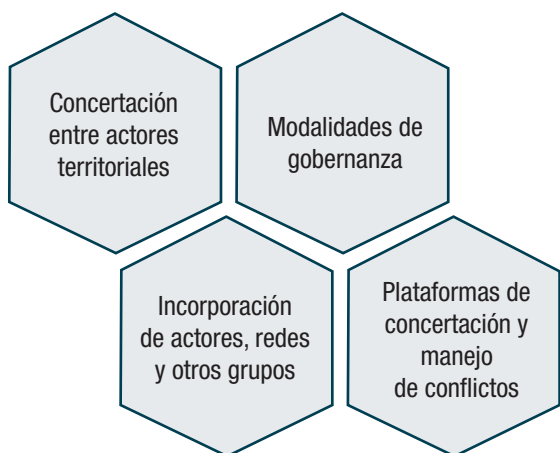 Concertación
entre actores
territoriales
Modalidades de
gobernanza
Incorporación
de actores, redes
y otros grupos
Plataformas de
concertación y
manejo
de conflictos